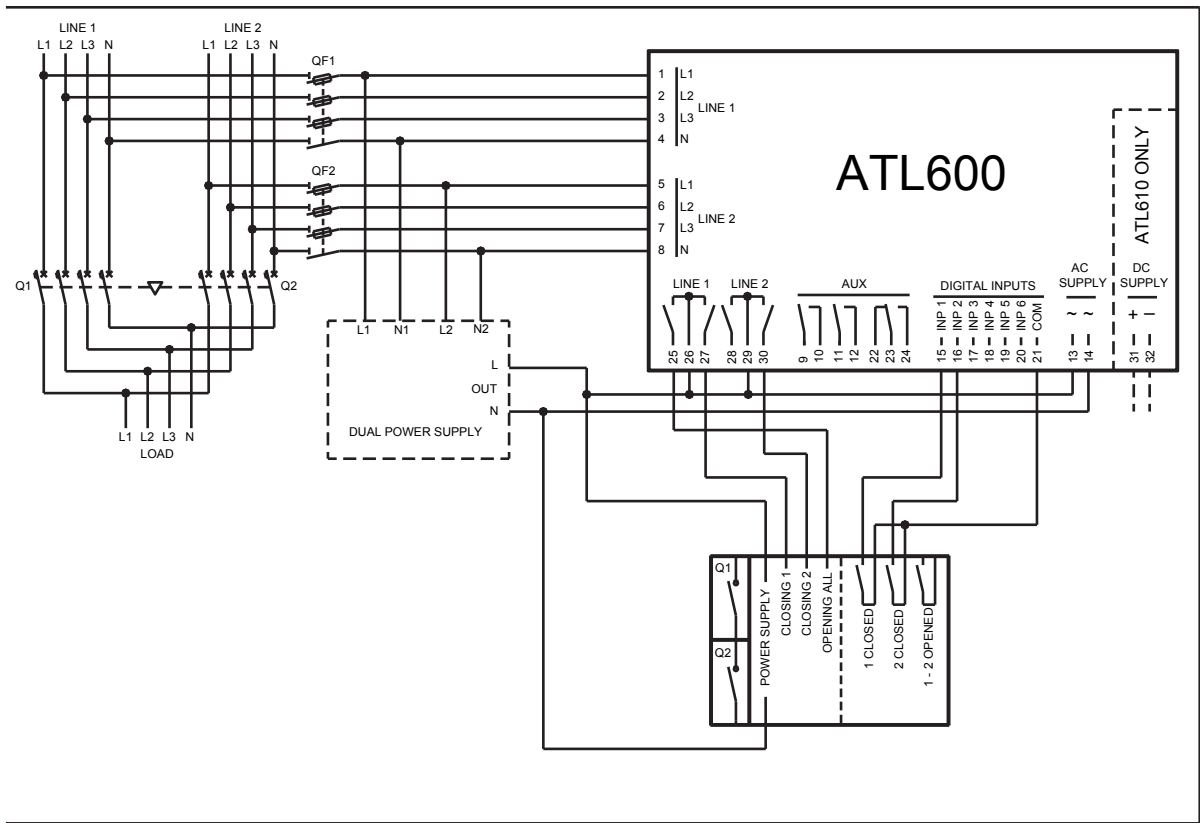 LINE 1
L1 L2 L3 N
LINE 2
L1 L2 L3 N
QF1
QF2
Q1
Q2
L1 L2 L3 N
LOAD
1 L1
2 L2
3 L3
4 N
LINE 1
5 L1
6 L2
7 L3
8 N
LINE 2
ATL600
ATL610 ONLY
LINE 1
LINE 2
AUX
DIGITAL INPUTS
AC
SUPPLY
DC
SUPPLY
~ ~
+ –
25
26
27
28
29
30
9
10
11
12
22
23
24
15 - INP 1
16 - INP 2
17 - INP 3
18 - INP 4
19 - INP 5
20 - INP 6
21 - COM
13
14
31
32
L1 N1 L2 N2
L
OUT
N
DUAL POWER SUPPLY
Q1
Q2
POWER SUPPLY
CLOSING 1
CLOSING 2
OPENING ALL
1 CLOSED
2 CLOSED
1 - 2 OPENED